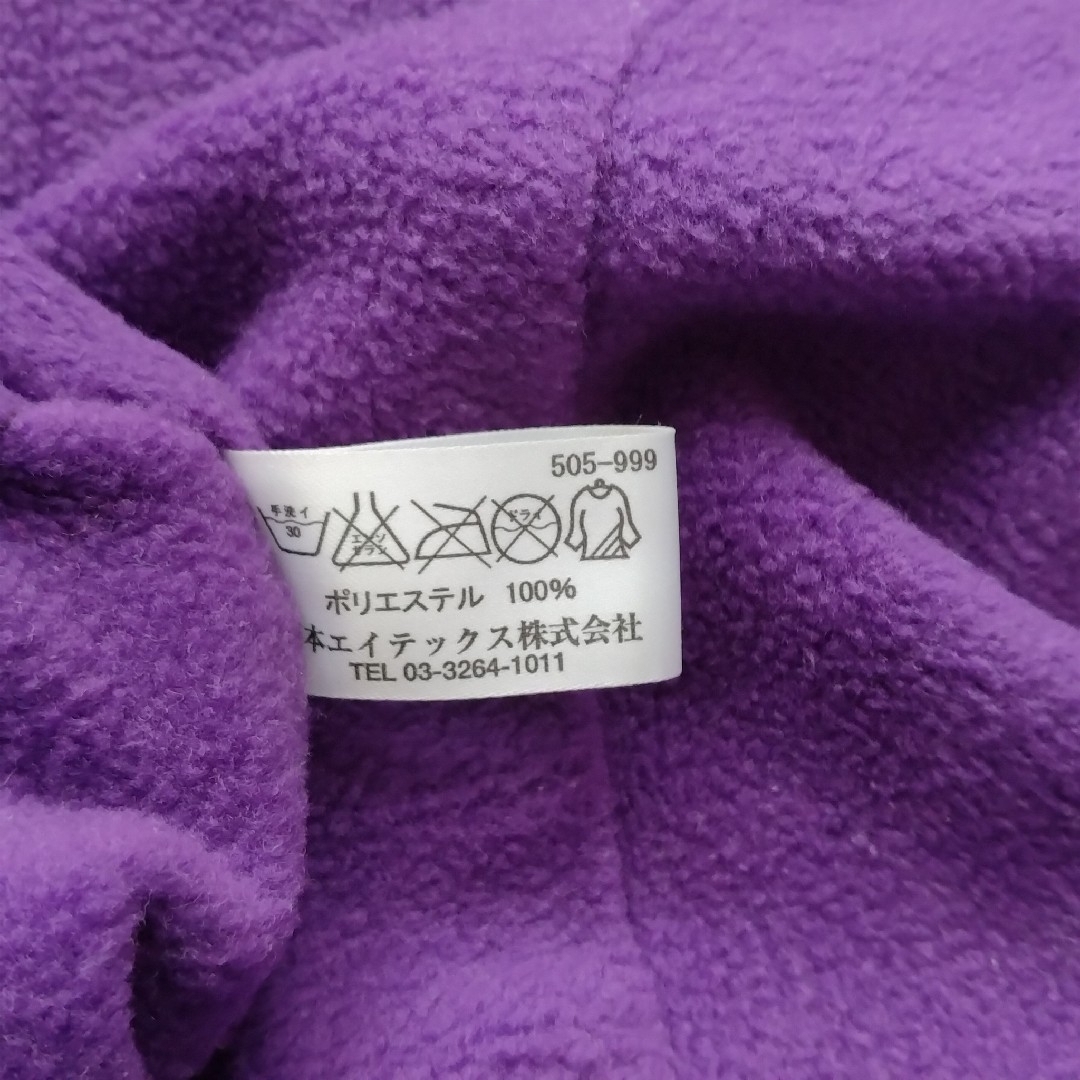 505-999
手洗イ
30
エンソ
サラシ
ドライ
ポリエステル 100%
本エイテックス株式会社
TEL 03-3264-1011